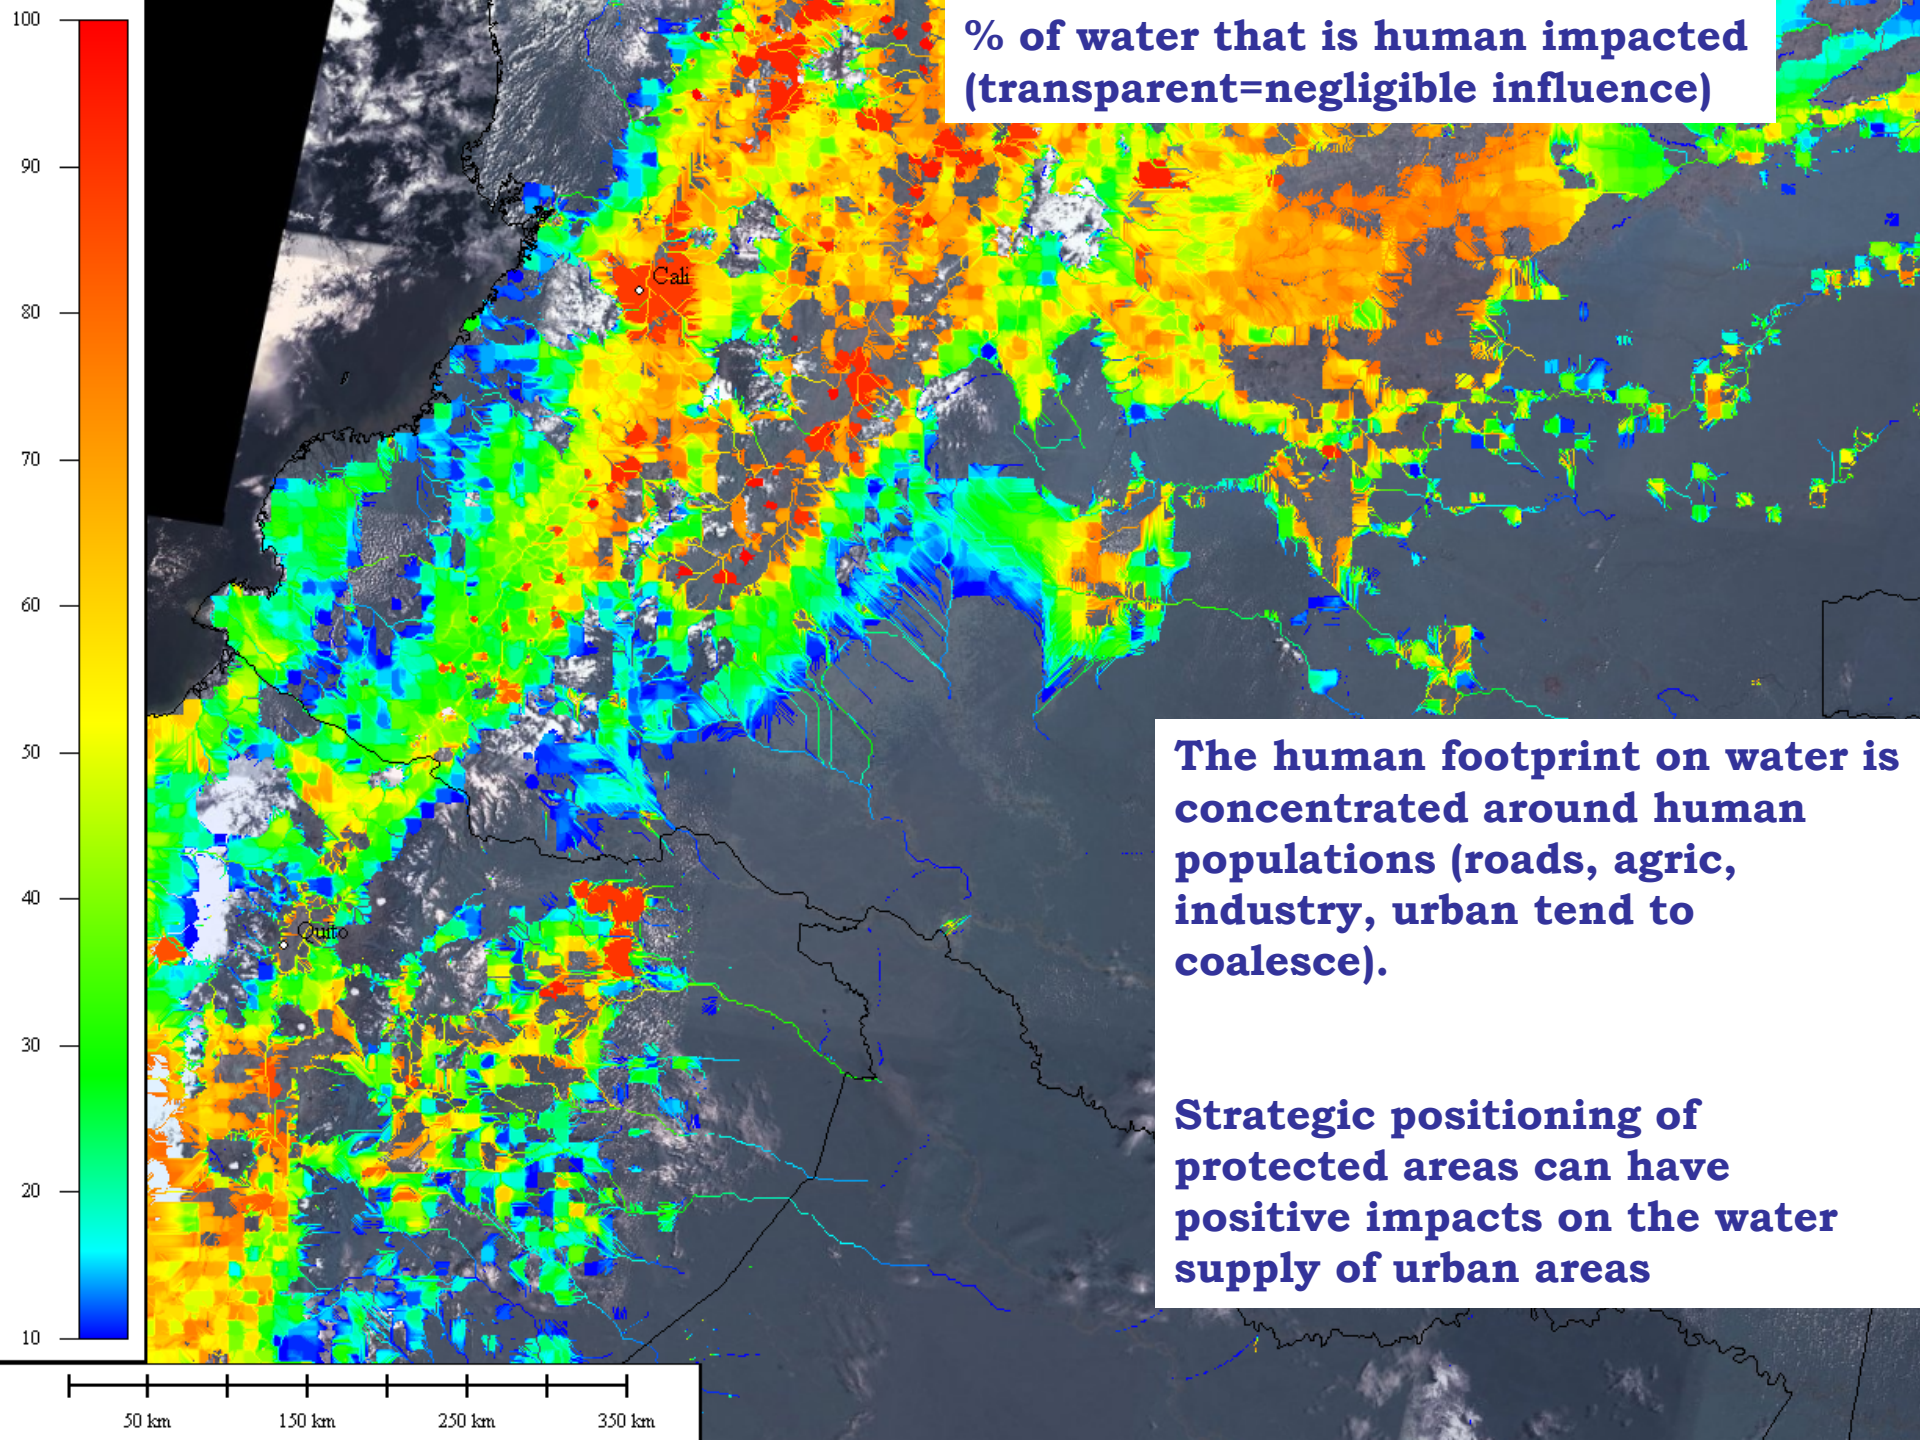 % of water that is human impacted
(transparent=negligible influence)
100
90
80
70
60
50
40
30
20
10
Cali
Quito
The human footprint on water is
concentrated around human
populations (roads, agric,
industry, urban tend to
coalesce).
Strategic positioning of
protected areas can have
positive impacts on the water
supply of urban areas
50 km
150 km
250 km
350 km